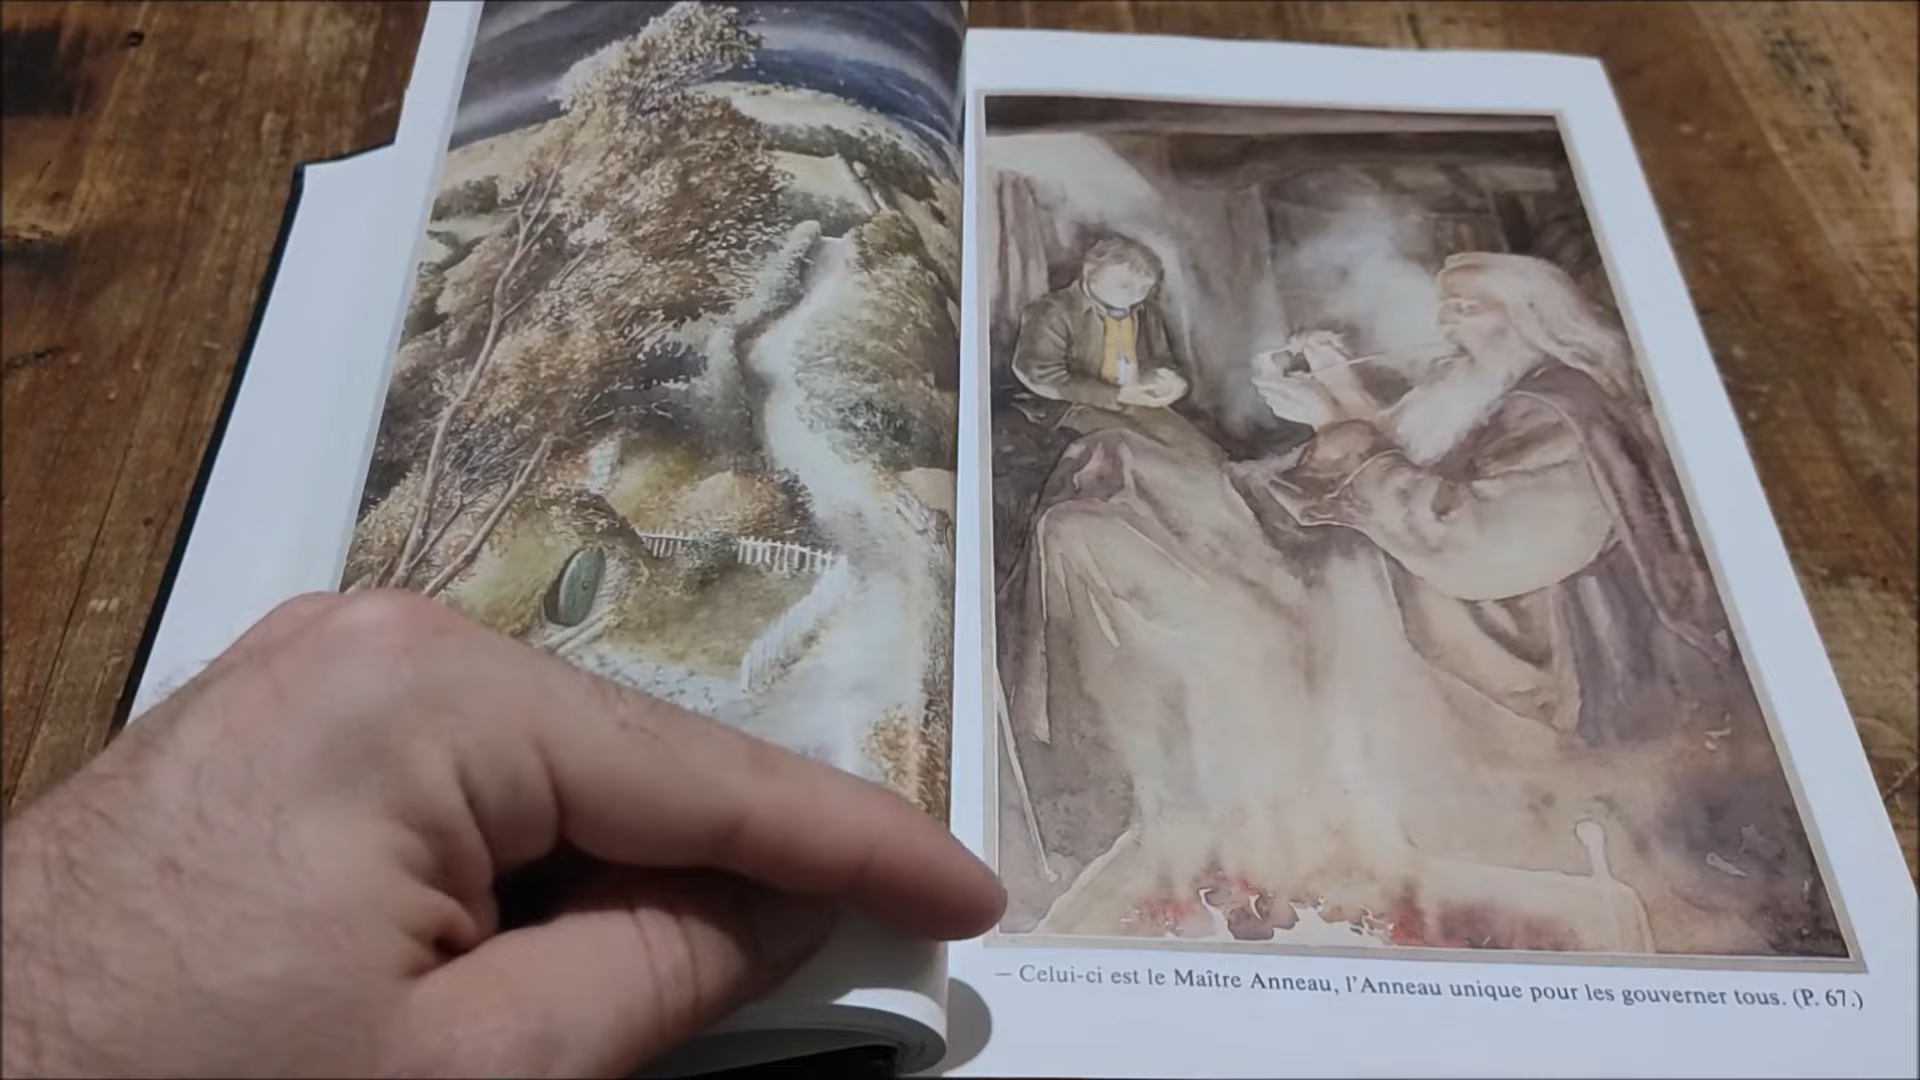 — Celui-ci est le Maître Anneau, l'Anneau unique pour les gouverner tous. (P. 67.)